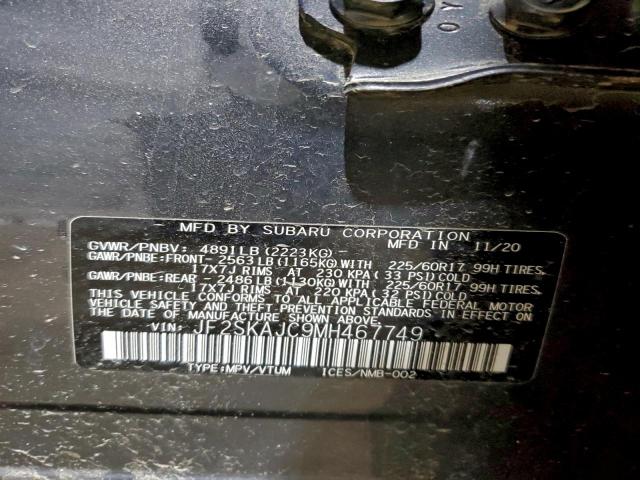 OY
MFD BY SUBARU CORPORATION MFD IN 11/20
GVWR/PNBV: 4891LB(2223KG)
GAWR/PNBE:FRONT-2563LB(1165KG)WITH 225/60R17 99H TIRES,
17X7J RIMS AT 230 KPA(33 PSI)COLD
GAWR/PNBE:REAR -2486LB(1130KG)WITH 225/60R17 99H TIRES,
17X7J RIMS AT 230 KPA(33 PSI)COLD
THIS VEHICLE CONFORMS TO ALL APPLICABLE FEDERAL MOTOR
VEHICLE SAFETY AND THEFT PREVENTION STANDARDS IN EFFECT ON
THE DATE OF MANUFACTURE SHOWN ABOVE.
VIN: JF2SKAJC9MH467749
TYPE:MPV/VTUM ICES/NMB-002